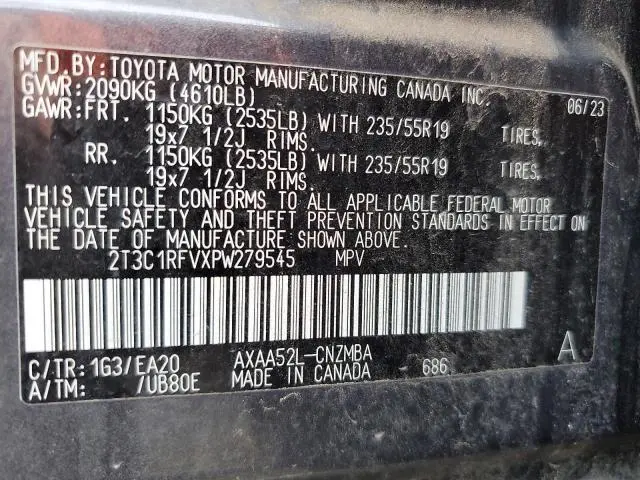 MFD.BY:TOYOTA MOTOR MANUFACTURING CANADA INC.
GVWR:2090KG (4610LB) 06/23
GAWR:FRT. 1150KG (2535LB) WITH 235/55R19 TIRES,
19x7 1/2J RIMS.
RR. 1150KG (2535LB) WITH 235/55R19 TIRES,
19x7 1/2J RIMS.
THIS VEHICLE CONFORMS TO ALL APPLICABLE FEDERAL MOTOR
VEHICLE SAFETY AND THEFT PREVENTION STANDARDS IN EFFECT ON
THE DATE OF MANUFACTURE SHOWN ABOVE.
2T3C1RFVXPW279545 MPV
C/TR:1G3/EA20 AXAA52L-CNZMBA A
A/TM: /UB80E MADE IN CANADA 686